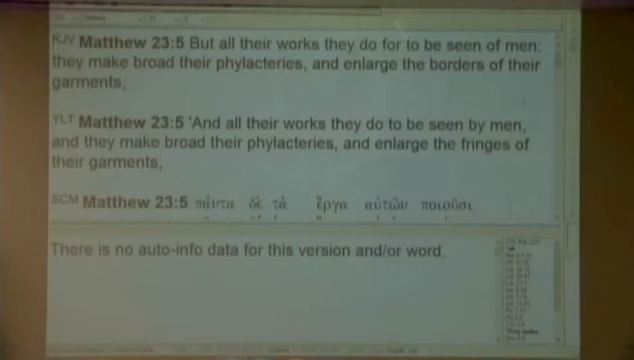 KJV Matthew 23:5 But all their works they do for to be seen of men:
they make broad their phylacteries, and enlarge the borders of their
garments,
YLT Matthew 23:5 'And all their works they do to be seen by men,
and they make broad their phylacteries, and enlarge the fringes of
their garments,
SCM Matthew 23:5 πάντα δὲ τὰ ἔργα αὐτῶν ποιοῦσι
There is no auto-info data for this version and/or word.